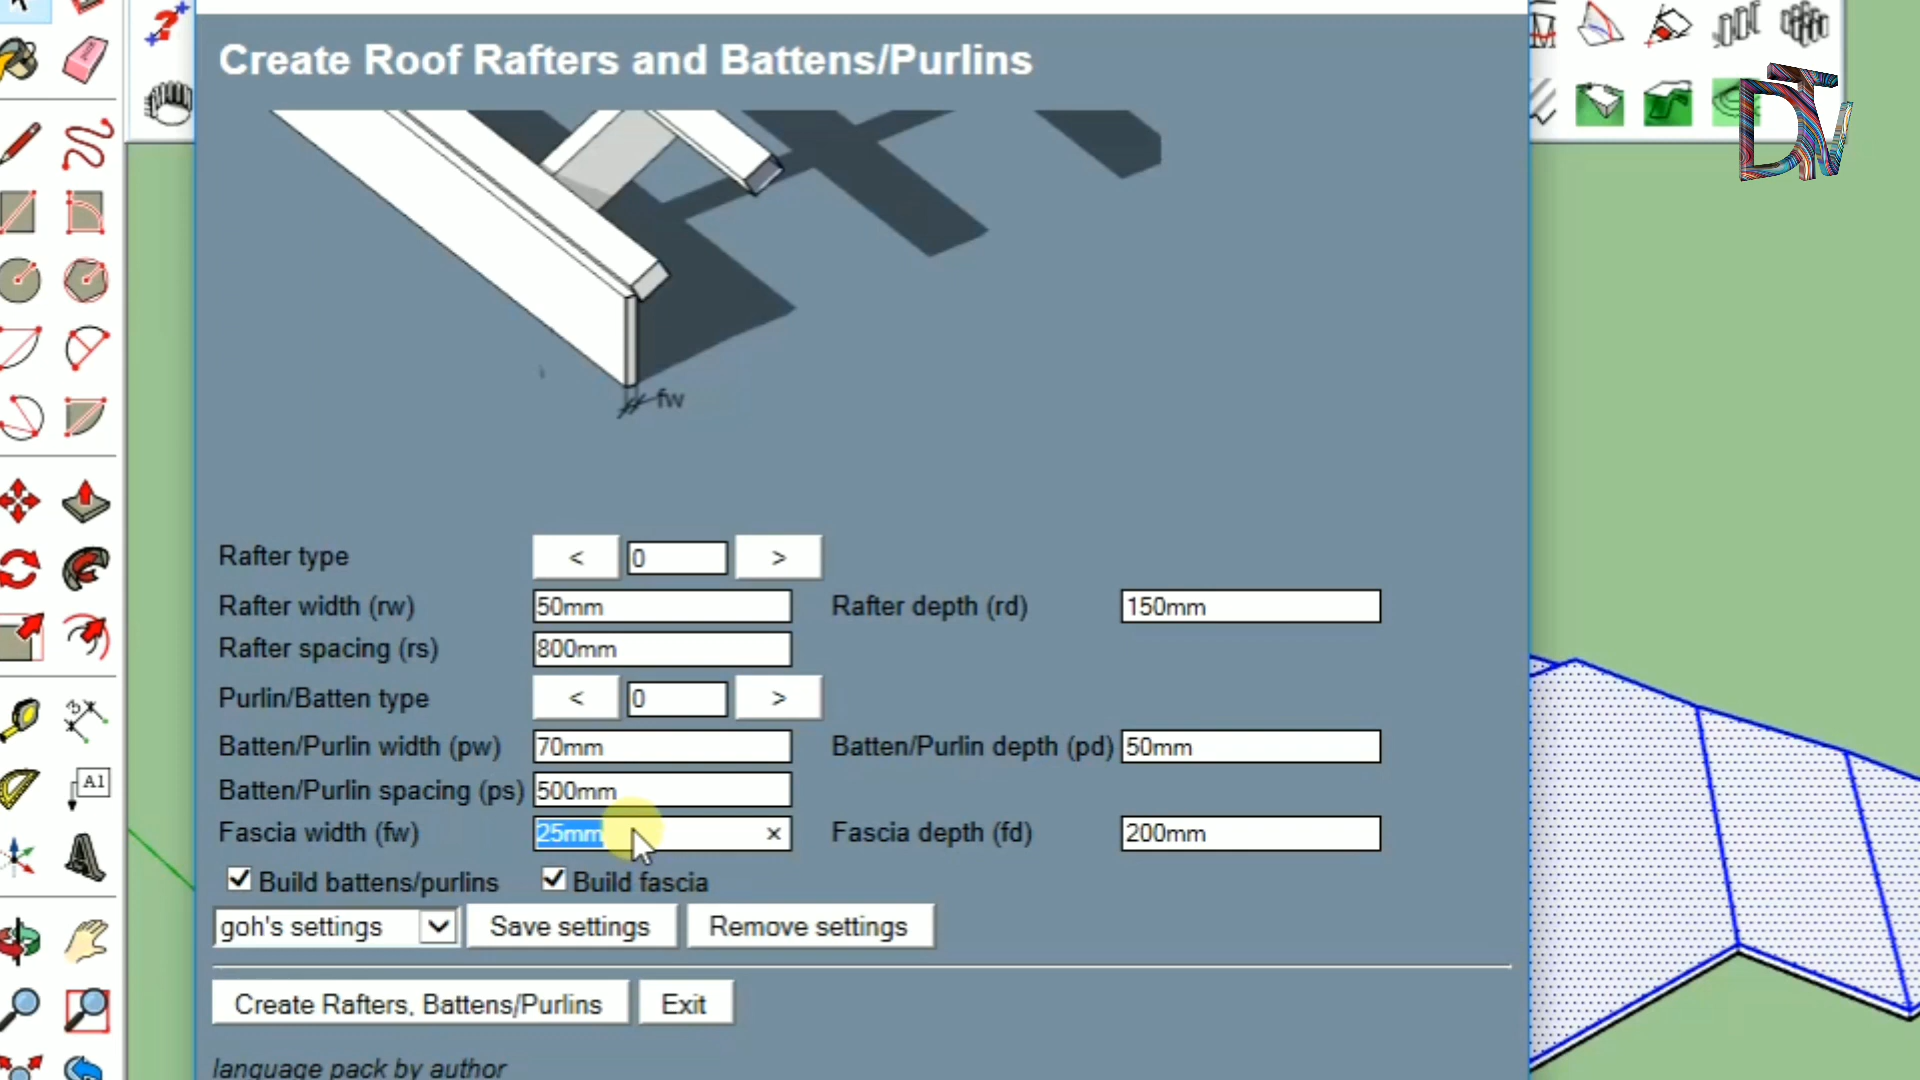 Create Roof Rafters and Battens/Purlins
DTV
fw
Rafter type < 0 >
Rafter width (rw) 50mm Rafter depth (rd) 150mm
Rafter spacing (rs) 800mm
Purlin/Batten type < 0 >
Batten/Purlin width (pw) 70mm Batten/Purlin depth (pd) 50mm
Batten/Purlin spacing (ps) 500mm
A1
Fascia width (fw) 25mm × Fascia depth (fd) 200mm
Build battens/purlins Build fascia
goh's settings Save settings Remove settings
Create Rafters, Battens/Purlins Exit
language pack by author